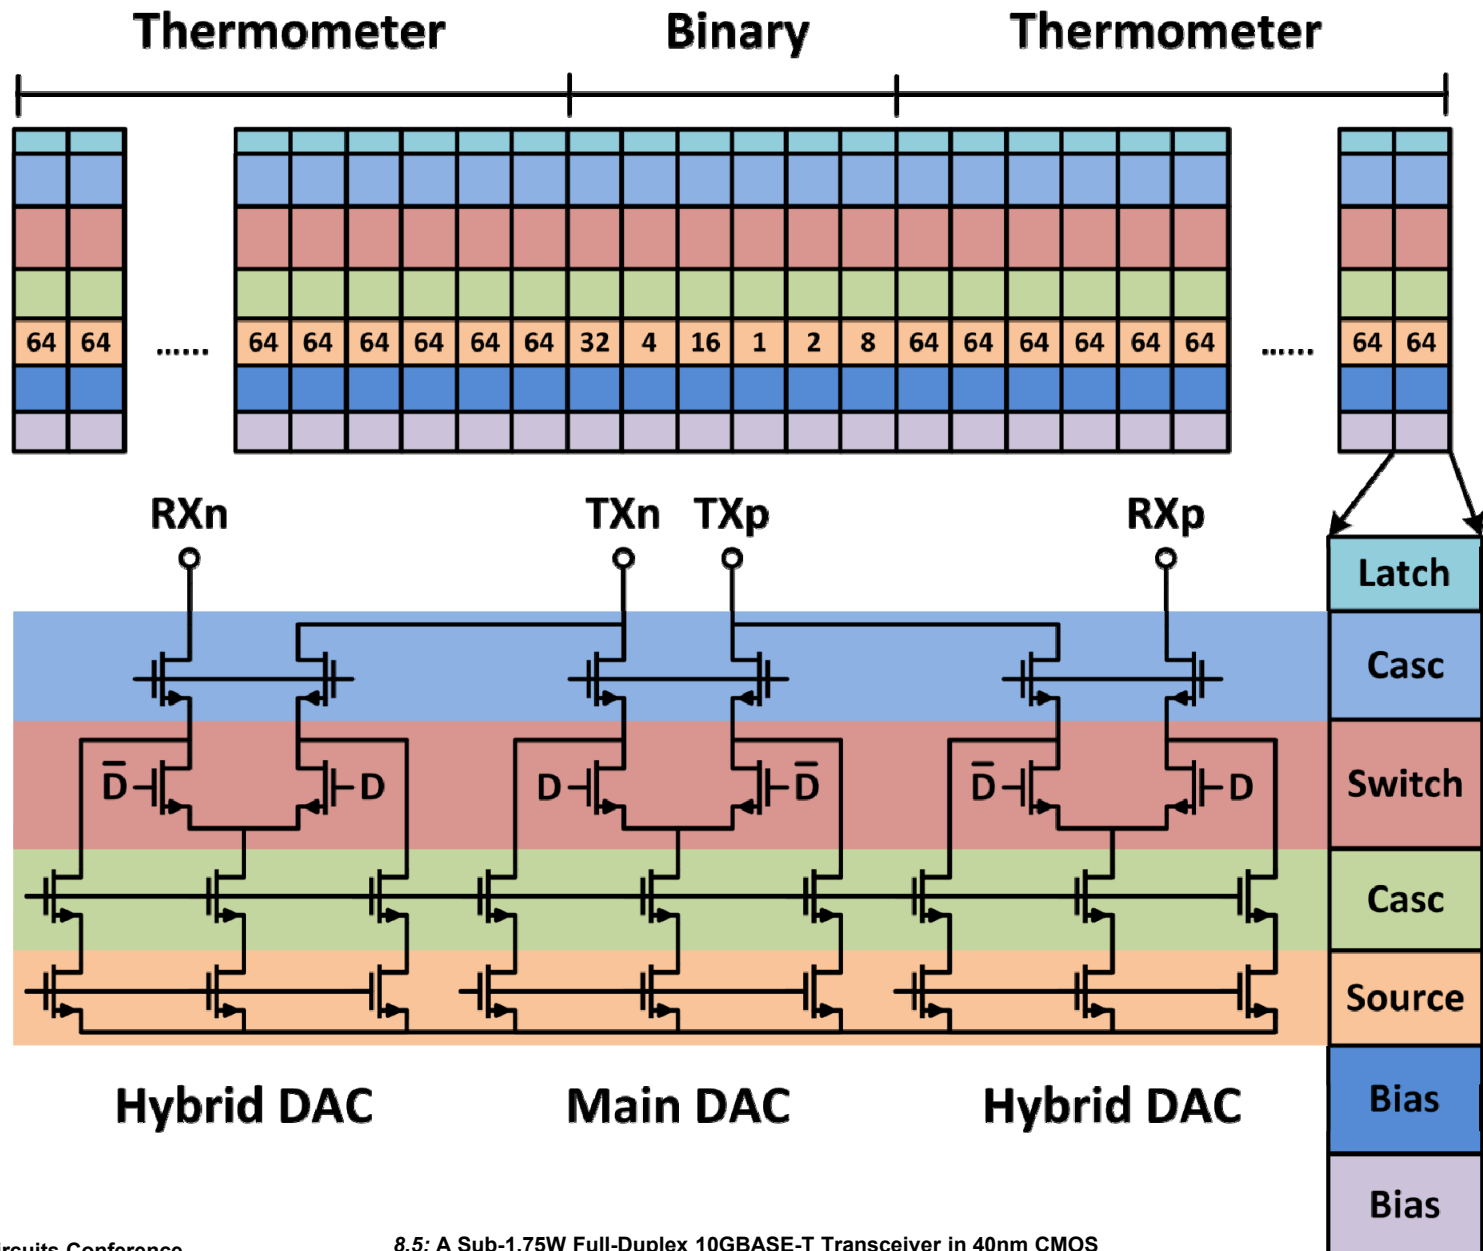 Thermometer Binary Thermometer
64 64 ...... 64 64 64 64 64 64 32 4 16 1 2 8 64 64 64 64 64 64 ...... 64 64
RXn TXn TXp RXp
Latch
Casc
D̅ D D D̅ D̅ D
Switch
Casc
Source
Hybrid DAC Main DAC Hybrid DAC
Bias
Bias
Circuits Conference
8.5: A Sub-1.75W Full-Duplex 10GBASE-T Transceiver in 40nm CMOS